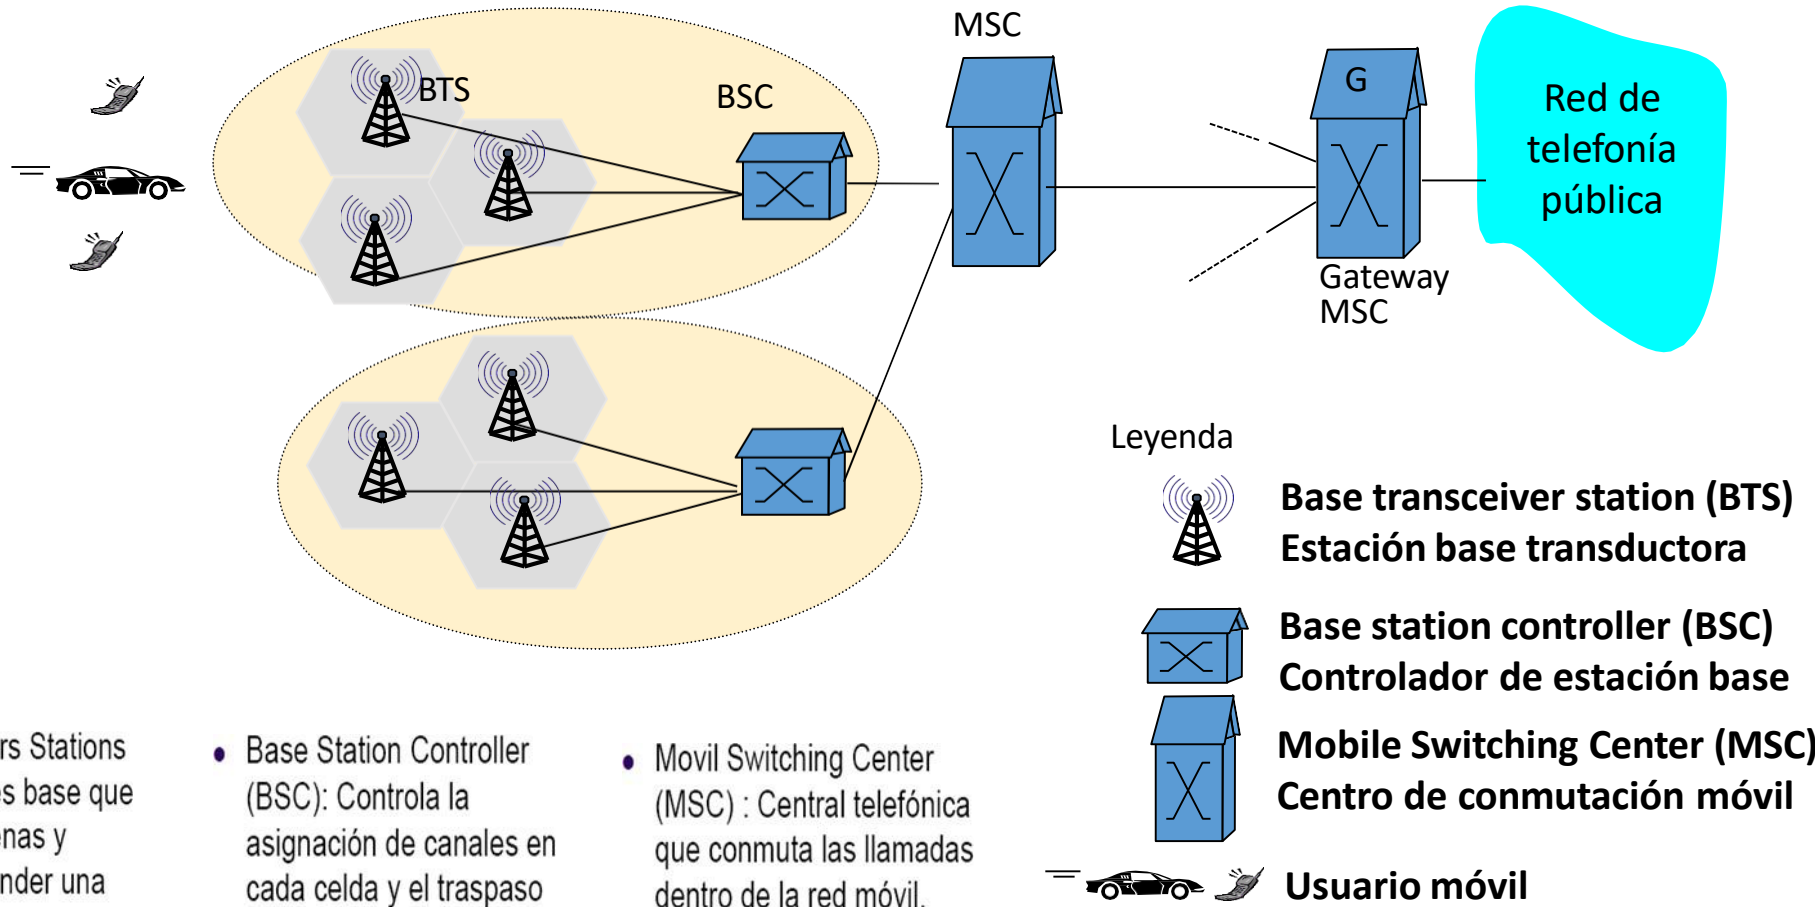 MSC
BTS
BSC
G
Red de
telefonía
pública
Gateway
MSC
Leyenda
Base transceiver station (BTS)
Estación base transductora
Base station controller (BSC)
Controlador de estación base
Mobile Switching Center (MSC)
Centro de conmutación móvil
Usuario móvil
rs Stations
es base que
enas y
nder una
• Base Station Controller
(BSC): Controla la
asignación de canales en
cada celda y el traspaso
• Movil Switching Center
(MSC) : Central telefónica
que conmuta las llamadas
dentro de la red móvil.